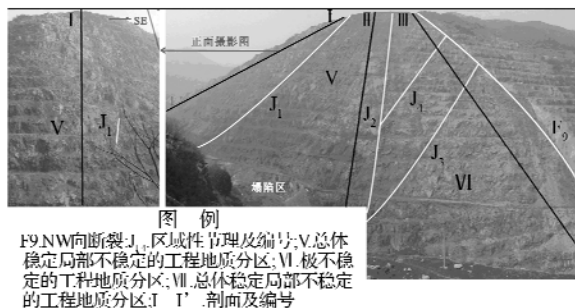 I
SE
正面摄影图
I
II
III
V
J1
V
J1
J2
J3
J3
F9
VI
塌陷区
图 例
F9.NW向断裂;J1.区域性节理及编号;V.总体
稳定局部不稳定的工程地质分区;VI.极不稳
定的工程地质分区;VII.总体稳定局部不稳定
的工程地质分区;I I’.剖面及编号